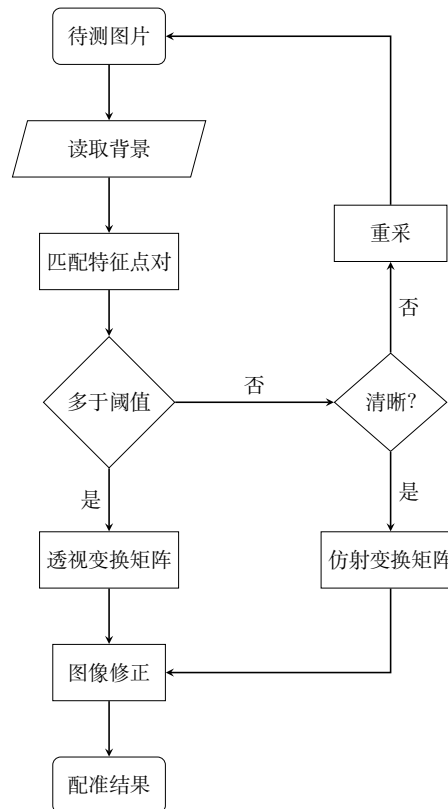 待测图片
读取背景
匹配特征点对
重采
否
多于阈值
否
清晰?
是
是
透视变换矩阵
仿射变换矩阵
图像修正
配准结果